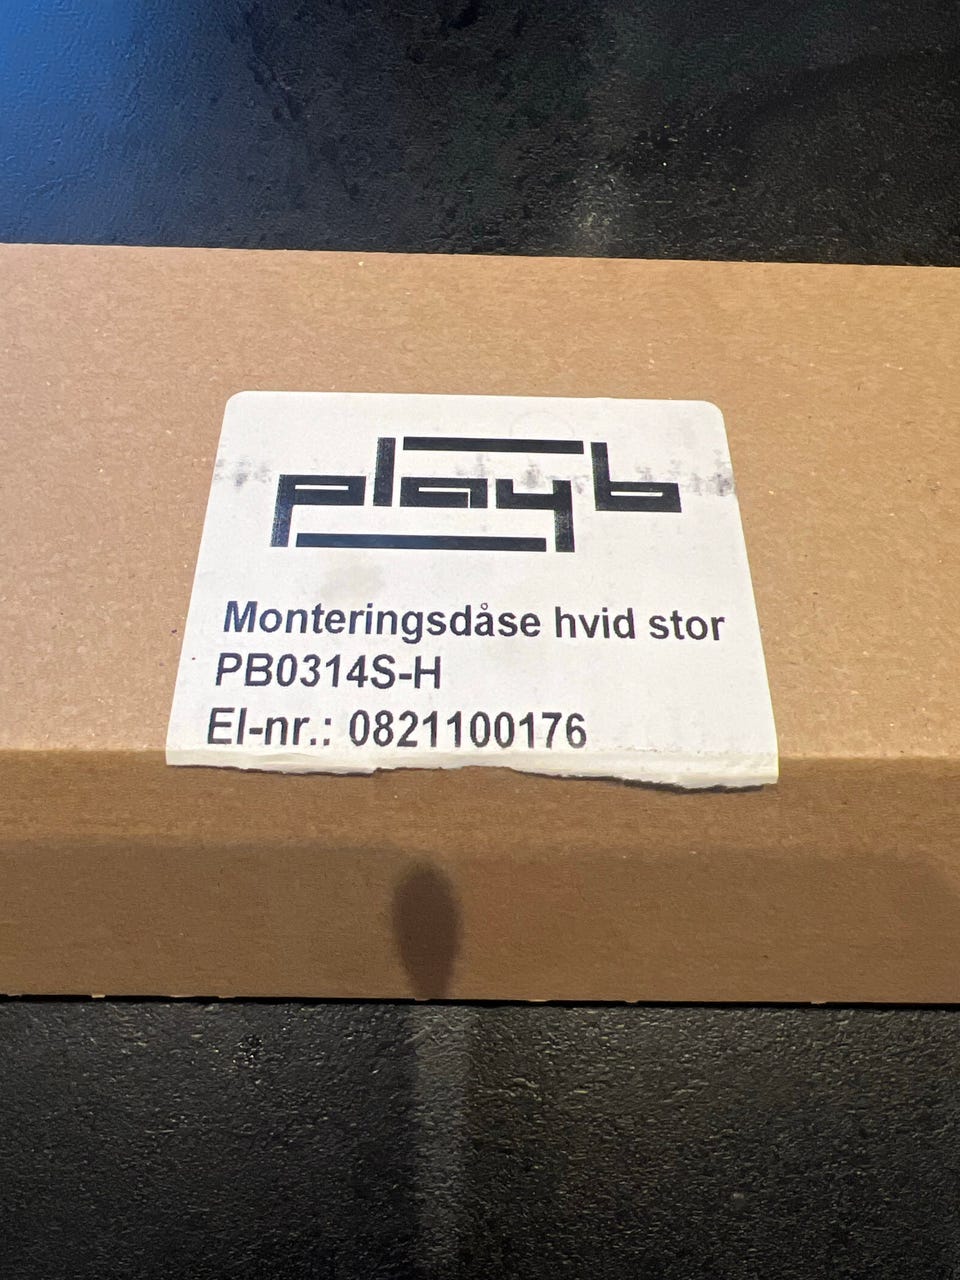 playb
Monteringsdåse hvid stor
PB0314S-H
El-nr.: 0821100176